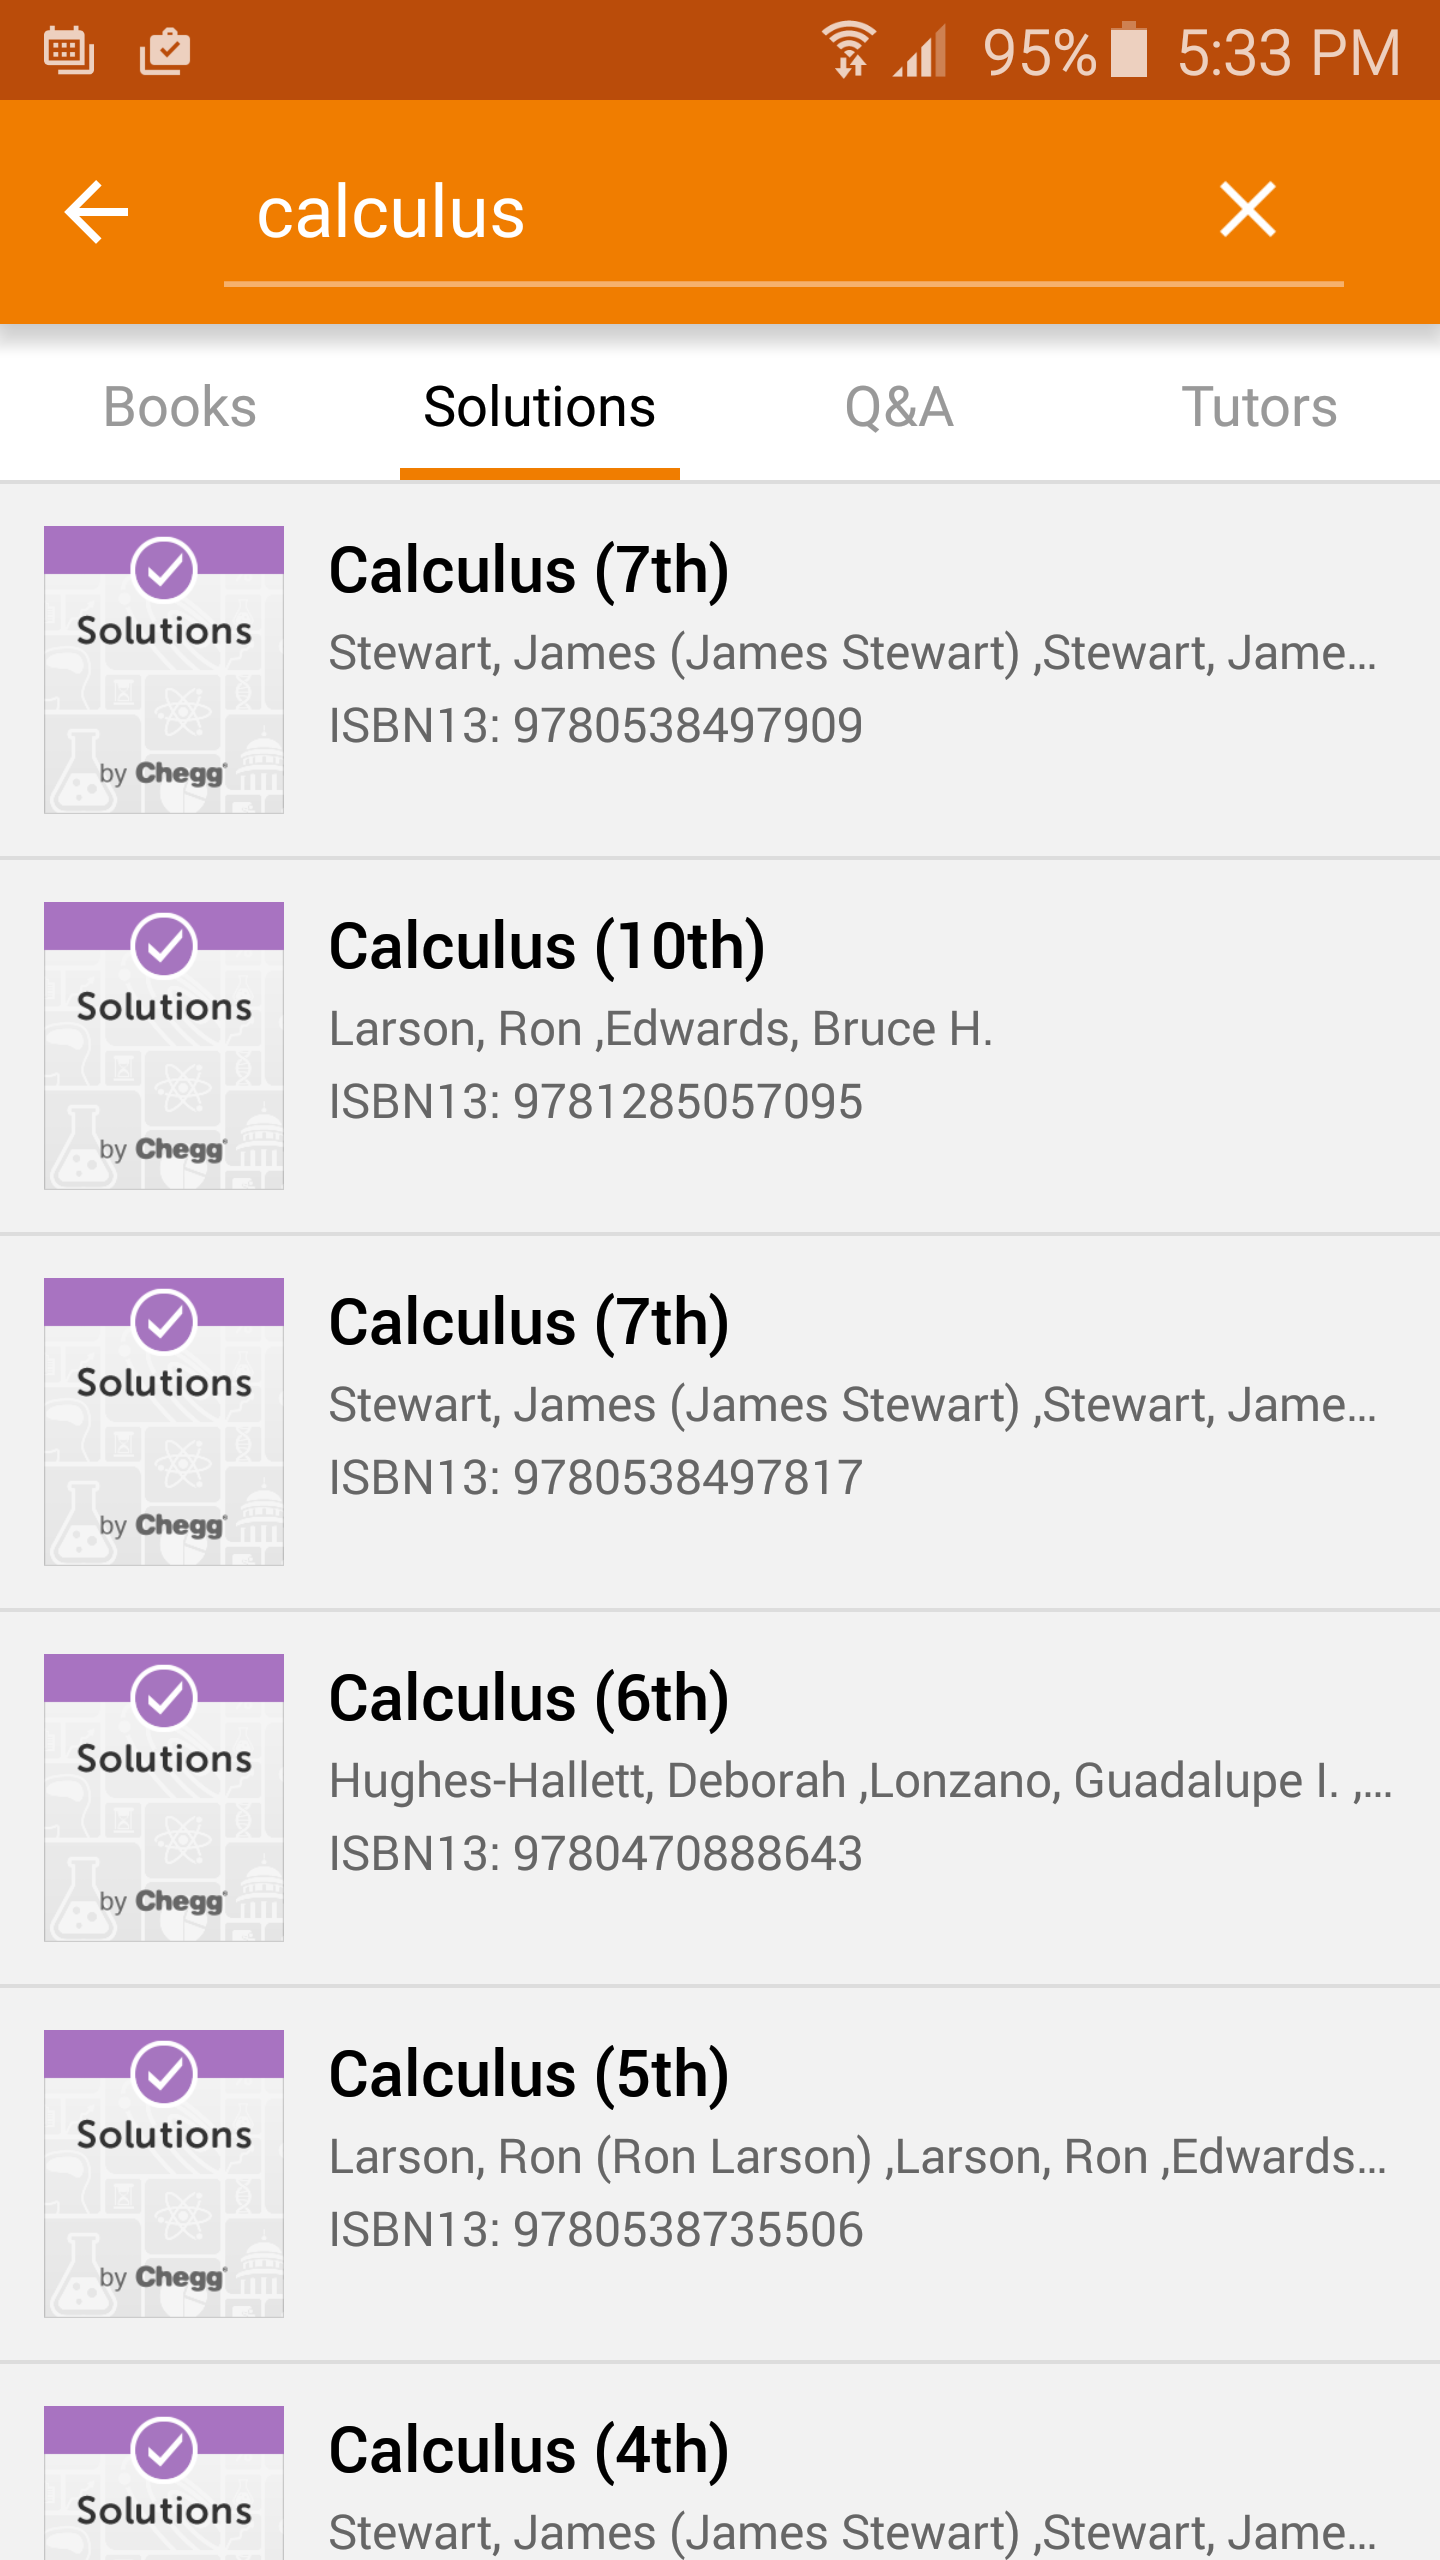 95% 5:33 PM
calculus
Books Solutions Q&A Tutors
Solutions
by Chegg
Calculus (7th)
Stewart, James (James Stewart) ,Stewart, Jame...
ISBN13: 9780538497909
Solutions
by Chegg
Calculus (10th)
Larson, Ron ,Edwards, Bruce H.
ISBN13: 9781285057095
Solutions
by Chegg
Calculus (7th)
Stewart, James (James Stewart) ,Stewart, Jame...
ISBN13: 9780538497817
Solutions
by Chegg
Calculus (6th)
Hughes-Hallett, Deborah ,Lonzano, Guadalupe I. ,...
ISBN13: 9780470888643
Solutions
by Chegg
Calculus (5th)
Larson, Ron (Ron Larson) ,Larson, Ron ,Edwards...
ISBN13: 9780538735506
Solutions
Calculus (4th)
Stewart, James (James Stewart) ,Stewart, Jame...